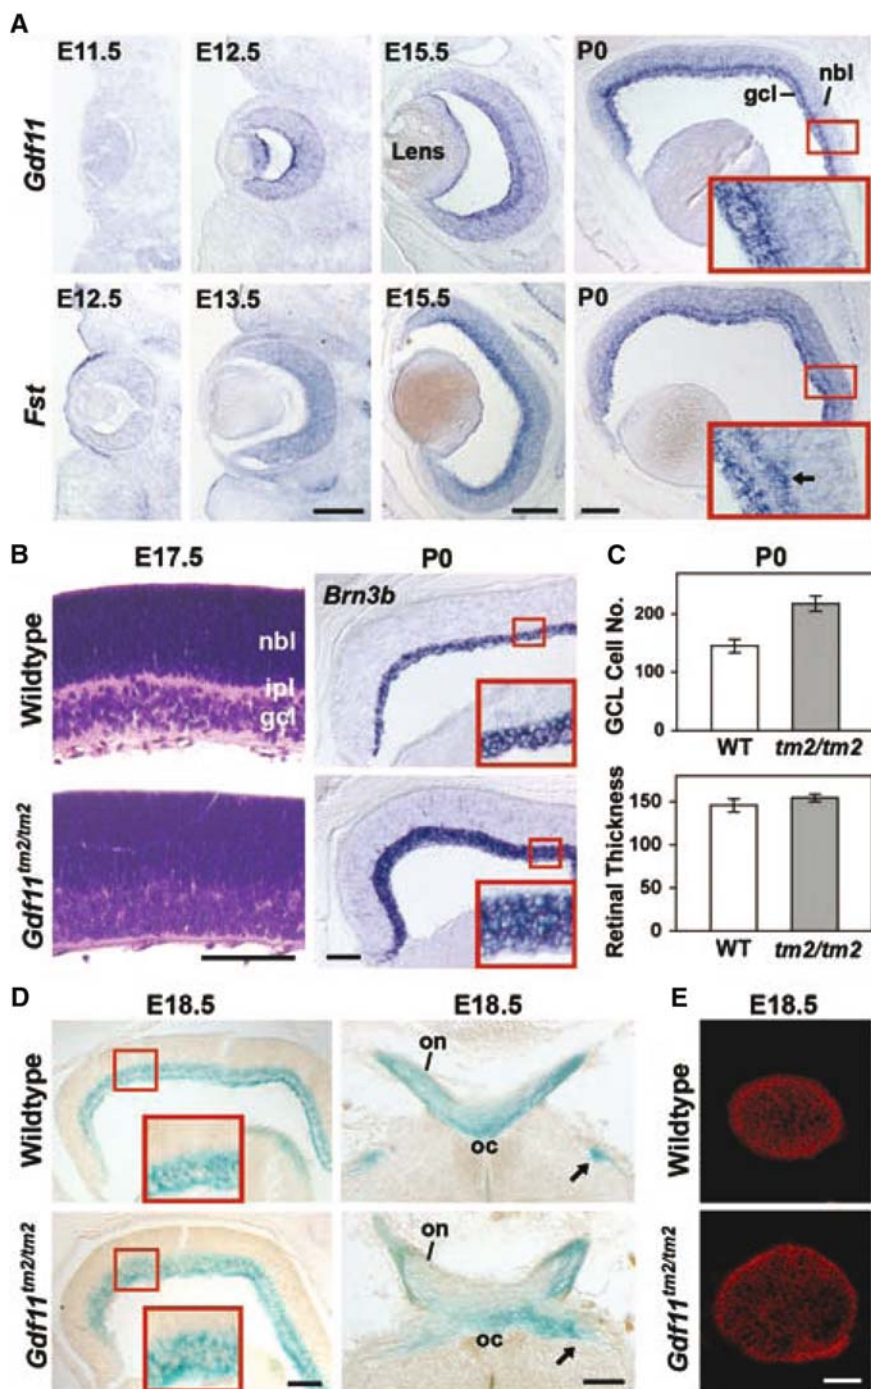 A
E11.5 E12.5 E15.5 P0
Gdf11
nbl
gcl
Lens
E12.5 E13.5 E15.5 P0
Fst
B
E17.5 P0
Wildtype
Brn3b
nbl
ipl
gcl
Gdf11tm2/tm2
C
P0
GCL Cell No.
200
100
0
WT tm2/tm2
Retinal Thickness
150
100
50
0
WT tm2/tm2
D
E18.5 E18.5
Wildtype
on
oc
Gdf11tm2/tm2
on
oc
E
E18.5
Wildtype
Gdf11tm2/tm2